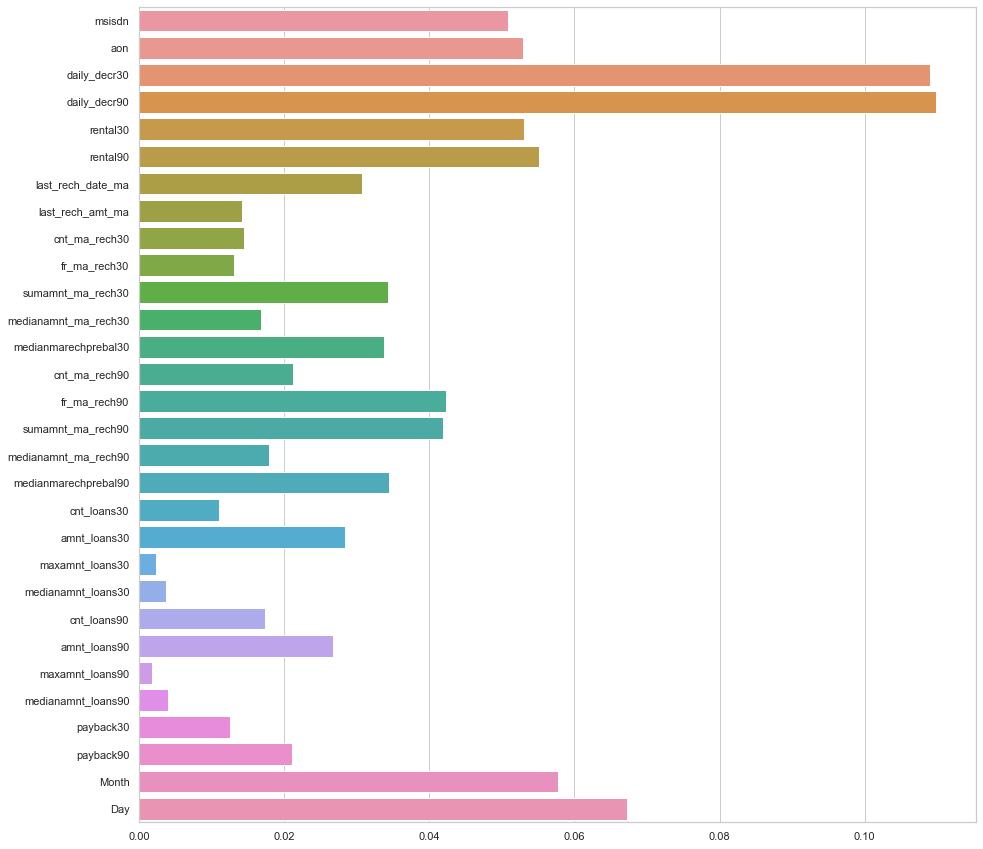 msisdn
aon
daily_decr30
daily_decr90
rental30
rental90
last_rech_date_ma
last_rech_amt_ma
cnt_ma_rech30
fr_ma_rech30
sumamnt_ma_rech30
medianamnt_ma_rech30
medianmarechprebal30
cnt_ma_rech90
fr_ma_rech90
sumamnt_ma_rech90
medianamnt_ma_rech90
medianmarechprebal90
cnt_loans30
amnt_loans30
maxamnt_loans30
medianamnt_loans30
cnt_loans90
amnt_loans90
maxamnt_loans90
medianamnt_loans90
payback30
payback90
Month
Day
0.00 0.02 0.04 0.06 0.08 0.10